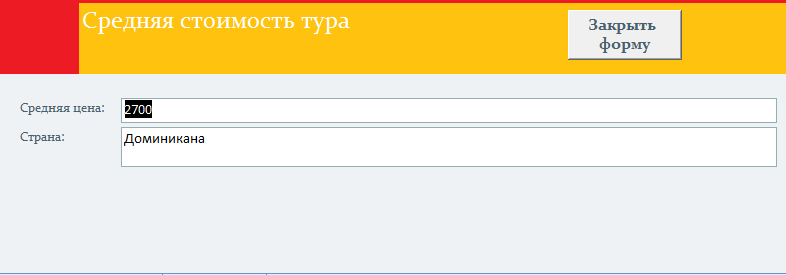 Средняя стоимость тура
Закрыть
форму
Средняя цена:
2700
Страна:
Доминикана